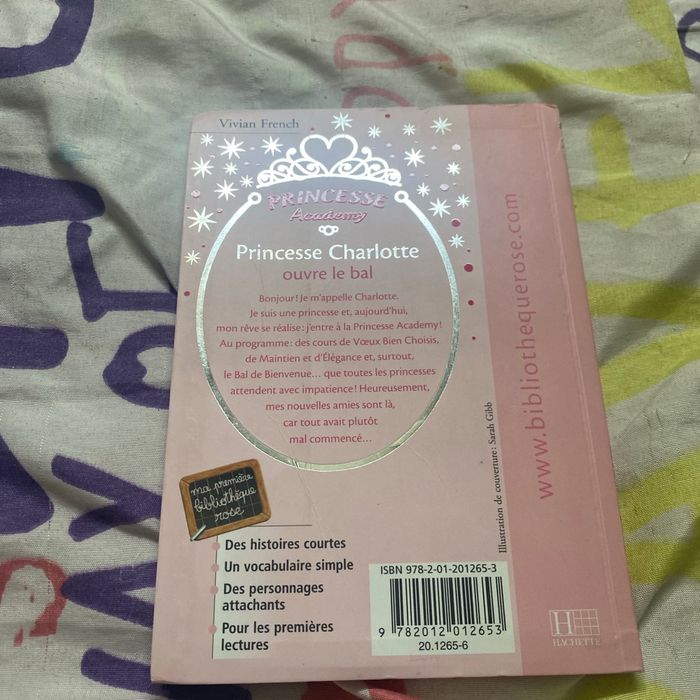 Vivian French
PRINCESSE
Academy
Princesse Charlotte
ouvre le bal
Bonjour! Je m'appelle Charlotte.
Je suis une princesse et, aujourd'hui,
mon rêve se réalise: j'entre à la Princesse Academy!
Au programme: des cours de Vœux Bien Choisis,
de Maintien et d'Élégance et, surtout,
le Bal de Bienvenue... que toutes les princesses
attendent avec impatience! Heureusement,
mes nouvelles amies sont là,
car tout avait plutôt
mal commencé...
ma première
bibliothèque
rose
• Des histoires courtes
• Un vocabulaire simple
• Des personnages
attachants
• Pour les premières
lectures
Illustration de couverture: Sarah Gibb
ISBN 978-2-01-201265-3
9 782012 012653
20.1265-6
www.bibliothequerose.com
H
HACHETTE